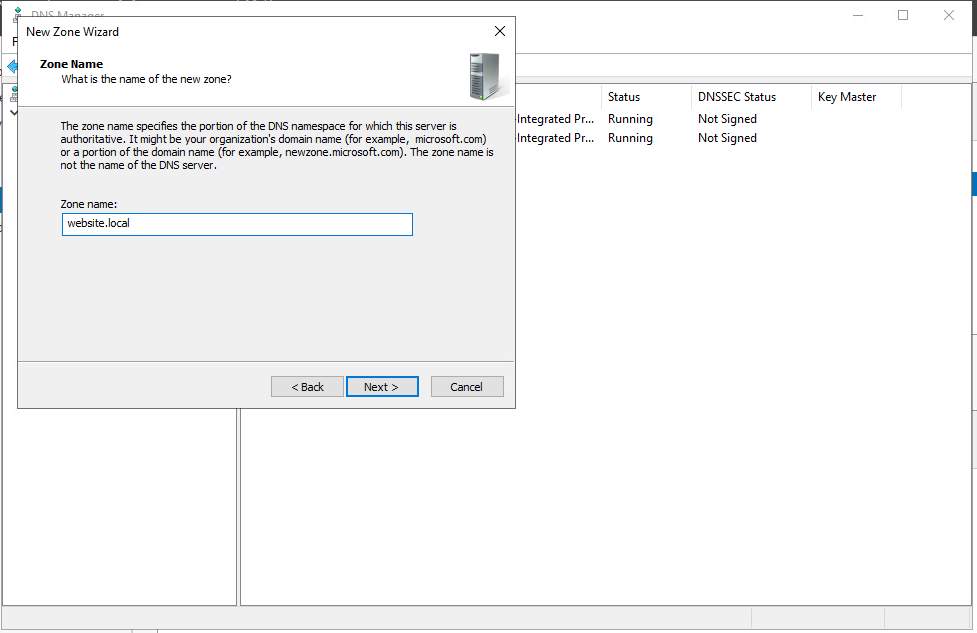 DNS Manager
New Zone Wizard
Zone Name
What is the name of the new zone?
Status
DNSSEC Status
Key Master
-Integrated Pr...
Running
Not Signed
-Integrated Pr...
Running
Not Signed
The zone name specifies the portion of the DNS namespace for which this server is
authoritative. It might be your organization's domain name (for example, microsoft.com)
or a portion of the domain name (for example, newzone.microsoft.com). The zone name is
not the name of the DNS server.
Zone name:
website.local
< Back
Next >
Cancel